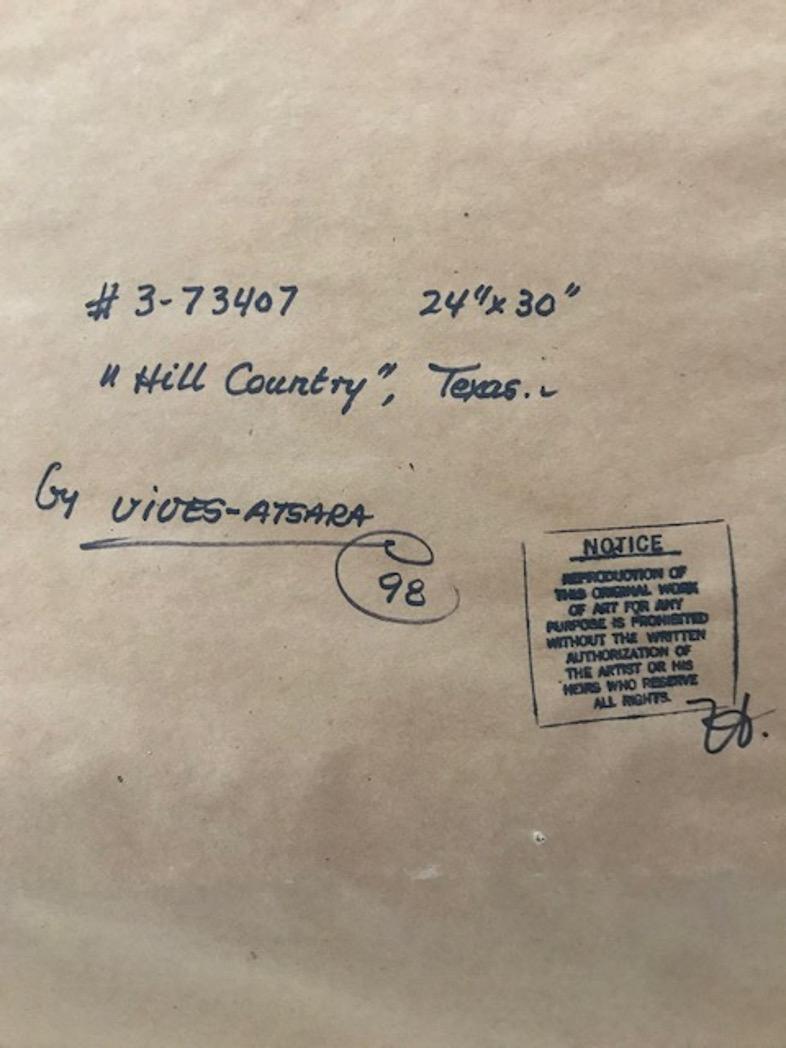 # 3-73407 24"x30"
"Hill Country", Texas.
by VIVES-ATSARA
98
NOTICE
REPRODUCTION OF
THIS ORIGINAL WORK
OF ART FOR ANY
PURPOSE IS PROHIBITED
WITHOUT THE WRITTEN
AUTHORIZATION OF
THE ARTIST OR HIS
HEIRS WHO RESERVE
ALL RIGHTS.